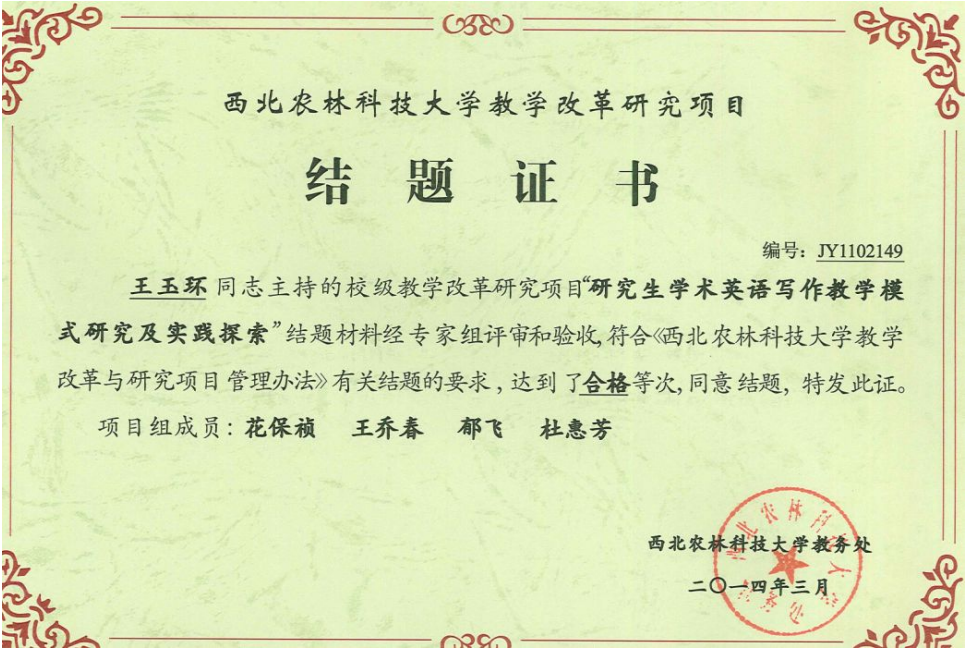 西北农林科技大学教学改革研究项目
结题证书
编号：JY1102149
王玉环同志主持的校级教学改革研究项目“研究生学术英语写作教学模
式研究及实践探索”结题材料经专家组评审和验收,符合《西北农林科技大学教学
改革与研究项目管理办法》有关结题的要求，达到了合格等次,同意结题，特发此证。
项目组成员：花保祯 王乔春 郁飞 杜惠芳
西北农林科技大学教务处
二〇一四年三月